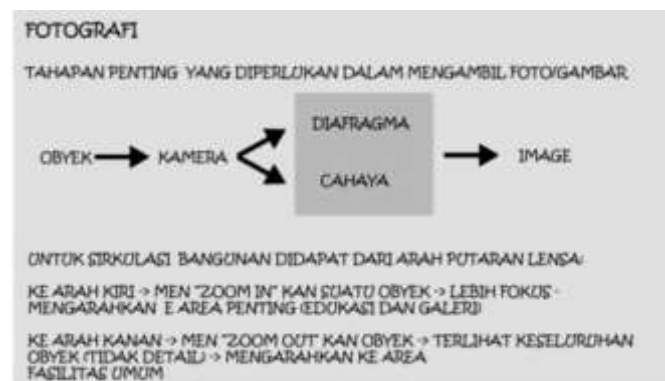 FOTOGRAFI
TAHAPAN PENTING YANG DIPERLUKAN DALAM MENGAMBIL FOTO/GAMBAR
OBYEK KAMERA DIAFRAGMA IMAGE
CAHAYA
UNTUK SIRKULASI BANGUNAN DIDAPAT DARI ARAH PUTARAN LENSA:
KE ARAH KIRI -> MEN "ZOOM IN" KAN SUATU OBYEK -> LEBIH FOKUS -
MENGARAHKAN E AREA PENTING (EDUKASI DAN GALERI)
KE ARAH KANAN -> MEN "ZOOM OUT" KAN OBYEK -> TERLIHAT KESELURUHAN
OBYEK (TIDAK DETAIL) -> MENGARAHKAN KE AREA
FASILITAS UMUM